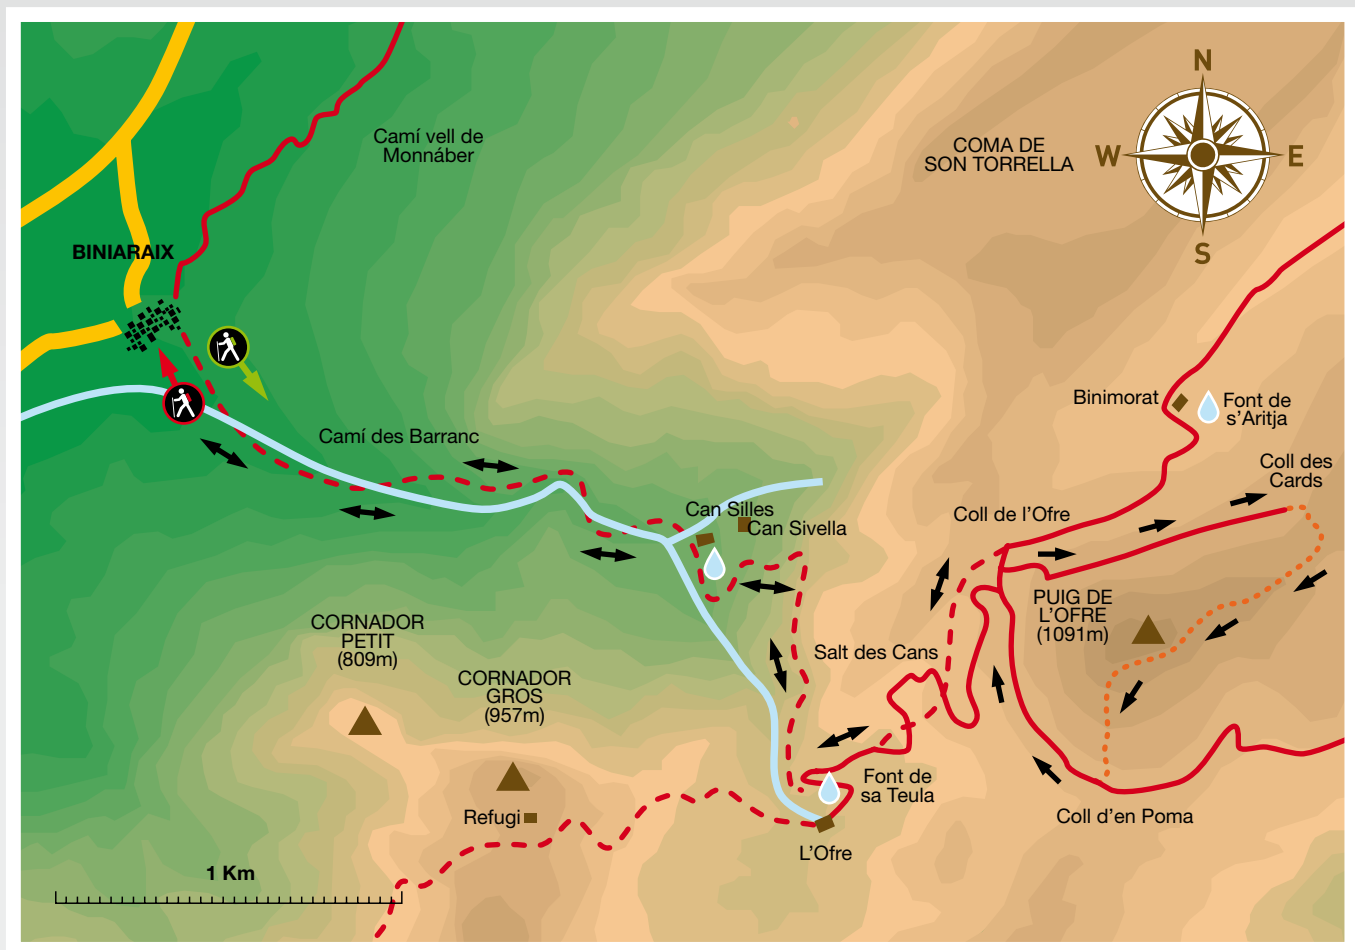 N
W
E
S
Camí vell de
Monnáber
COMA DE
SON TORRELLA
BINIARAIX
Binimorat
Font de
s’Aritja
Camí des Barranc
Coll des
Cards
Can Silles
Can Sivella
Coll de l’Ofre
PUIG DE
L’OFRE
(1091m)
CORNADOR
PETIT
(809m)
Salt des Cans
CORNADOR
GROS
(957m)
Font de
sa Teula
Refugi
Coll d’en Poma
L’Ofre
1 Km